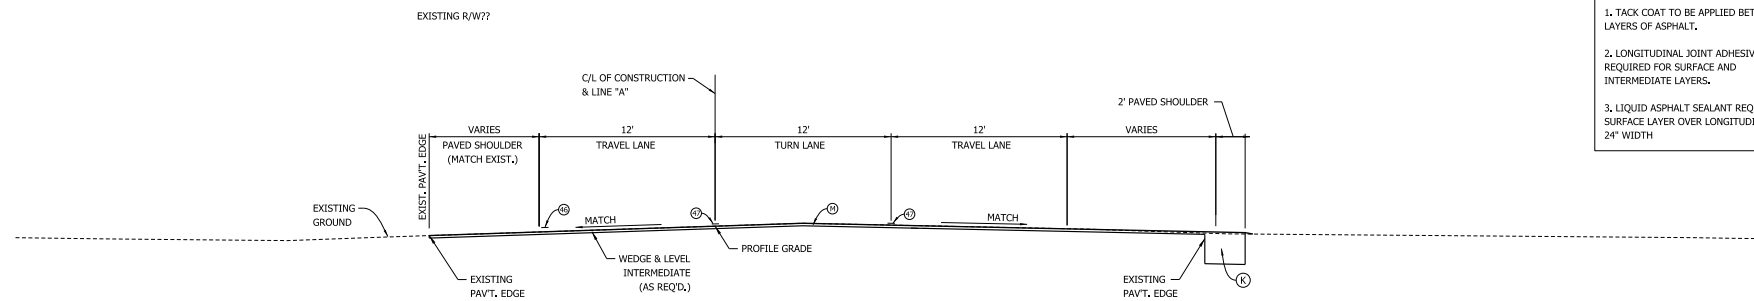 EXISTING R/W??
1. TACK COAT TO BE APPLIED BET
LAYERS OF ASPHALT.
2. LONGITUDINAL JOINT ADHESIV
REQUIRED FOR SURFACE AND
INTERMEDIATE LAYERS.
3. LIQUID ASPHALT SEALANT REQ
SURFACE LAYER OVER LONGITUDI
24" WIDTH
C/L OF CONSTRUCTION
& LINE "A"
2' PAVED SHOULDER
VARIES
PAVED SHOULDER
(MATCH EXIST.)
12'
TRAVEL LANE
12'
TURN LANE
12'
TRAVEL LANE
VARIES
EXIST. PAV'T. EDGE
EXISTING
GROUND
46
MATCH
47
M
47
MATCH
PROFILE GRADE
WEDGE & LEVEL
INTERMEDIATE
(AS REQ'D.)
EXISTING
PAV'T. EDGE
EXISTING
PAV'T. EDGE
K